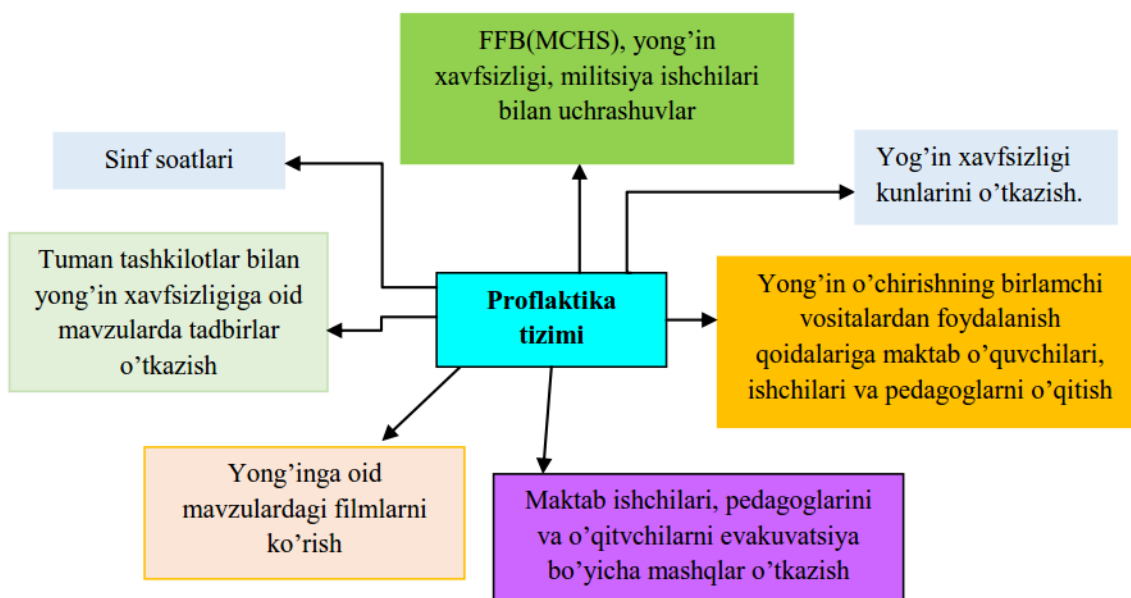 FFB(MCHS), yong’in
xavfsizligi, militsiya ishchilari
bilan uchrashuvlar
Sinf soatlari
Yog’in xavfsizligi
kunlarini o’tkazish.
Tuman tashkilotlar bilan
yong’in xavfsizligiga oid
mavzularda tadbirlar
o’tkazish
Proflaktika
tizimi
Yong’in o’chirishning birlamchi
vositalardan foydalanish
qoidalariga maktab o’quvchilari,
ishchilari va pedagoglarni o’qitish
Yong’inga oid
mavzulardagi filmlarni
ko’rish
Maktab ishchilari, pedagoglarini
va o’qitvchilarni evakuvatsiya
bo’yicha mashqlar o’tkazish